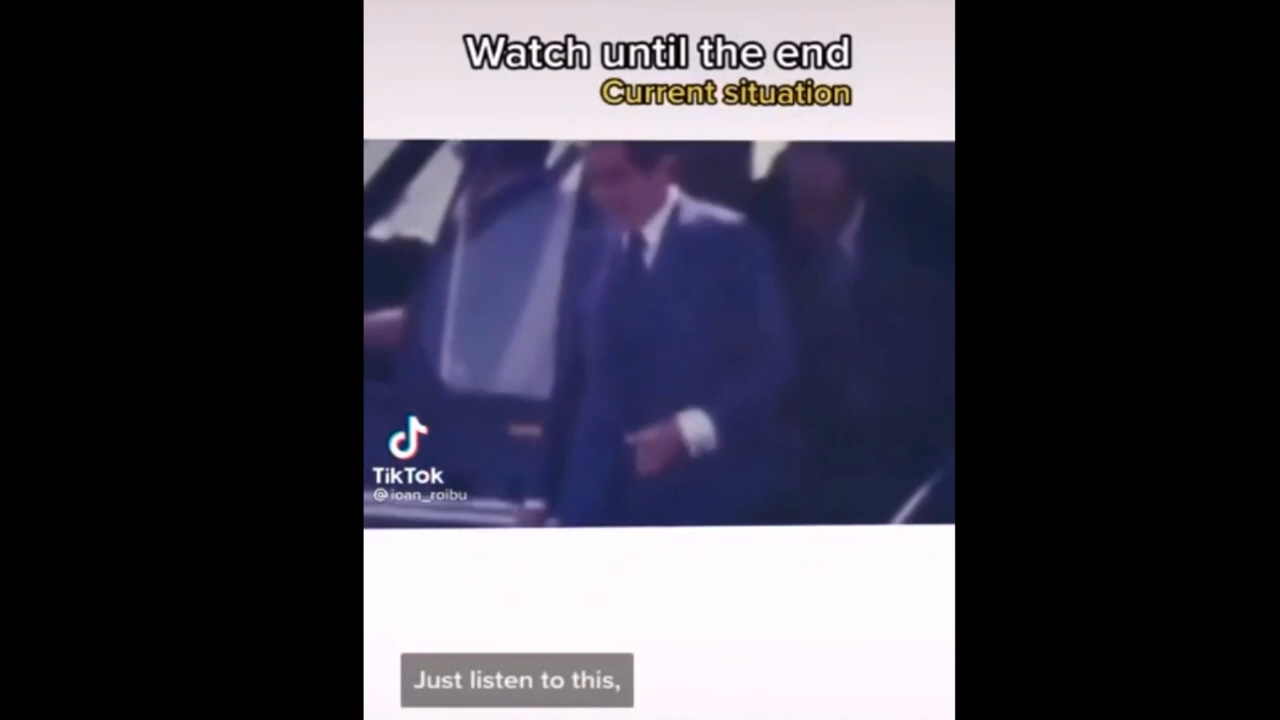 Watch until the end
Current situation
TikTok
@ioan_roibu
Just listen to this,